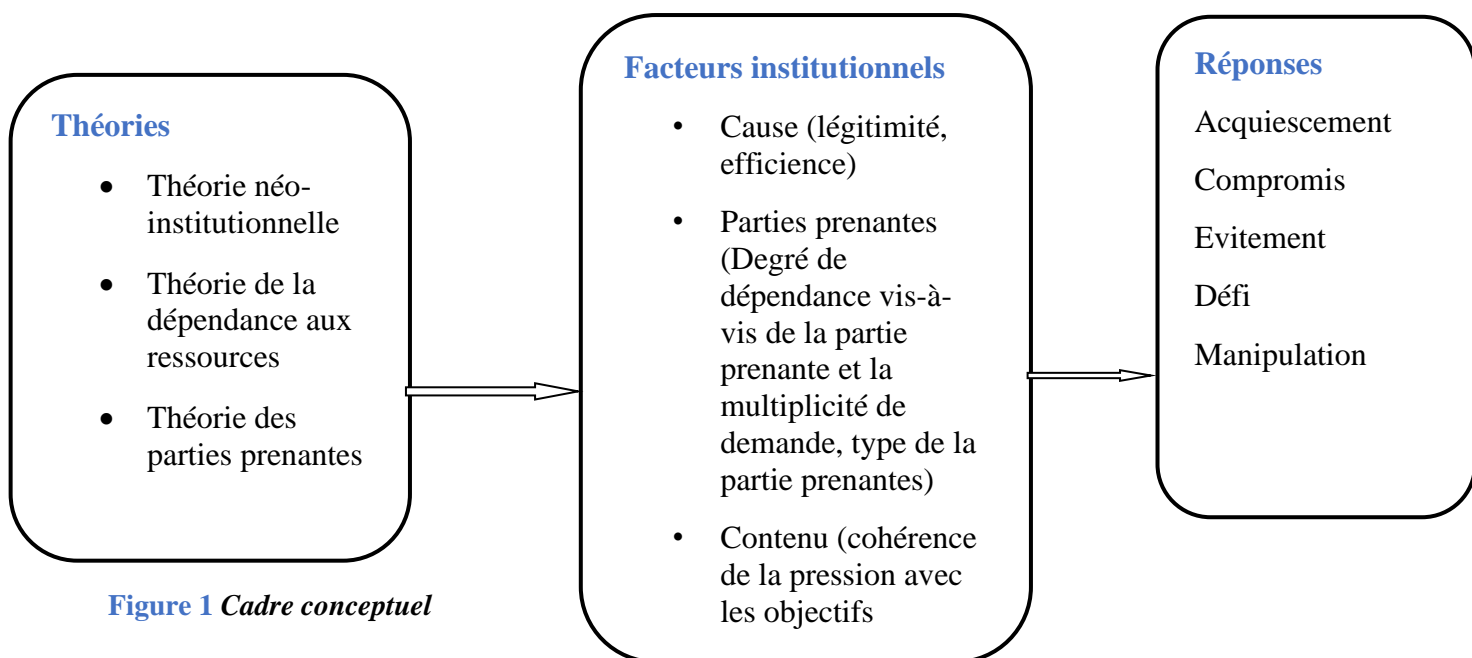 Théories
• Théorie néo-
institutionnelle
• Théorie de la
dépendance aux
ressources
• Théorie des
parties prenantes
Facteurs institutionnels
• Cause (légitimité,
efficience)
• Parties prenantes
(Degré de
dépendance vis-à-
vis de la partie
prenante et la
multiplicité de
demande, type de la
partie prenantes)
• Contenu (cohérence
de la pression avec
les objectifs
Réponses
Acquiescement
Compromis
Evitement
Défi
Manipulation
Figure 1 Cadre conceptuel